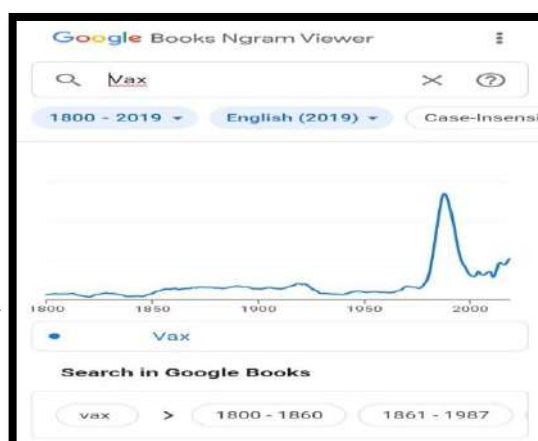 Google Books Ngram Viewer
Vax
1800 - 2019 English (2019) Case-Insensi
1800 1850 1900 1950 2000
Vax
Search in Google Books
vax > 1800 - 1860 1861 - 1987